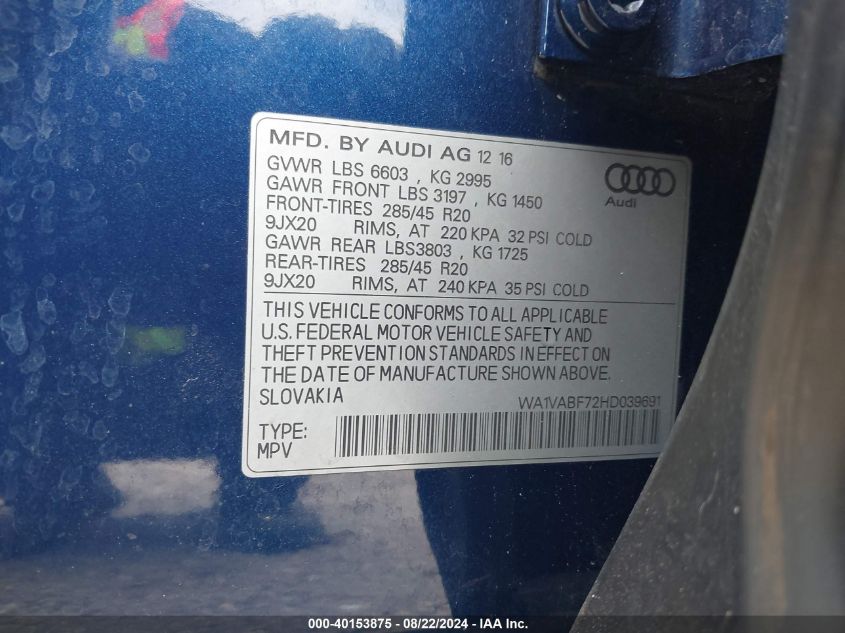 MFD. BY AUDI AG 12 16
GVWR LBS 6603 , KG 2995
GAWR FRONT LBS 3197 , KG 1450
FRONT-TIRES 285/45 R20
9JX20 RIMS, AT 220 KPA 32 PSI COLD
GAWR REAR LBS3803 , KG 1725
REAR-TIRES 285/45 R20
9JX20 RIMS, AT 240 KPA 35 PSI COLD
Audi
THIS VEHICLE CONFORMS TO ALL APPLICABLE
U.S. FEDERAL MOTOR VEHICLE SAFETY AND
THEFT PREVENTION STANDARDS IN EFFECT ON
THE DATE OF MANUFACTURE SHOWN ABOVE.
SLOVAKIA WA1VABF72HD039691
TYPE:
MPV
000-40153875 - 08/22/2024 - IAAI.com